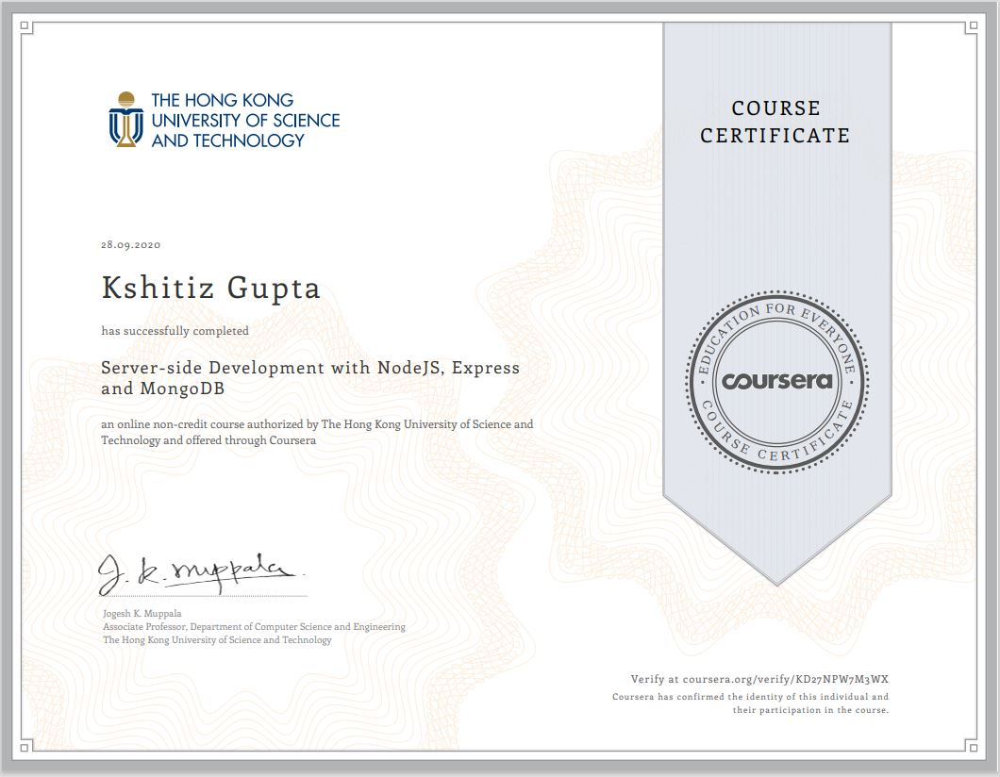 THE HONG KONG
UNIVERSITY OF SCIENCE
AND TECHNOLOGY
COURSE
CERTIFICATE
28.09.2020
Kshitiz Gupta
has successfully completed
Server-side Development with NodeJS, Express
and MongoDB
an online non-credit course authorized by The Hong Kong University of Science and
Technology and offered through Coursera
EDUCATION FOR EVERYONE
coursera
COURSE CERTIFICATE
J. K. Muppala
Jogesh K. Muppala
Associate Professor, Department of Computer Science and Engineering
The Hong Kong University of Science and Technology
Verify at coursera.org/verify/KD27NPW7M3WX
Coursera has confirmed the identity of this individual and
their participation in the course.